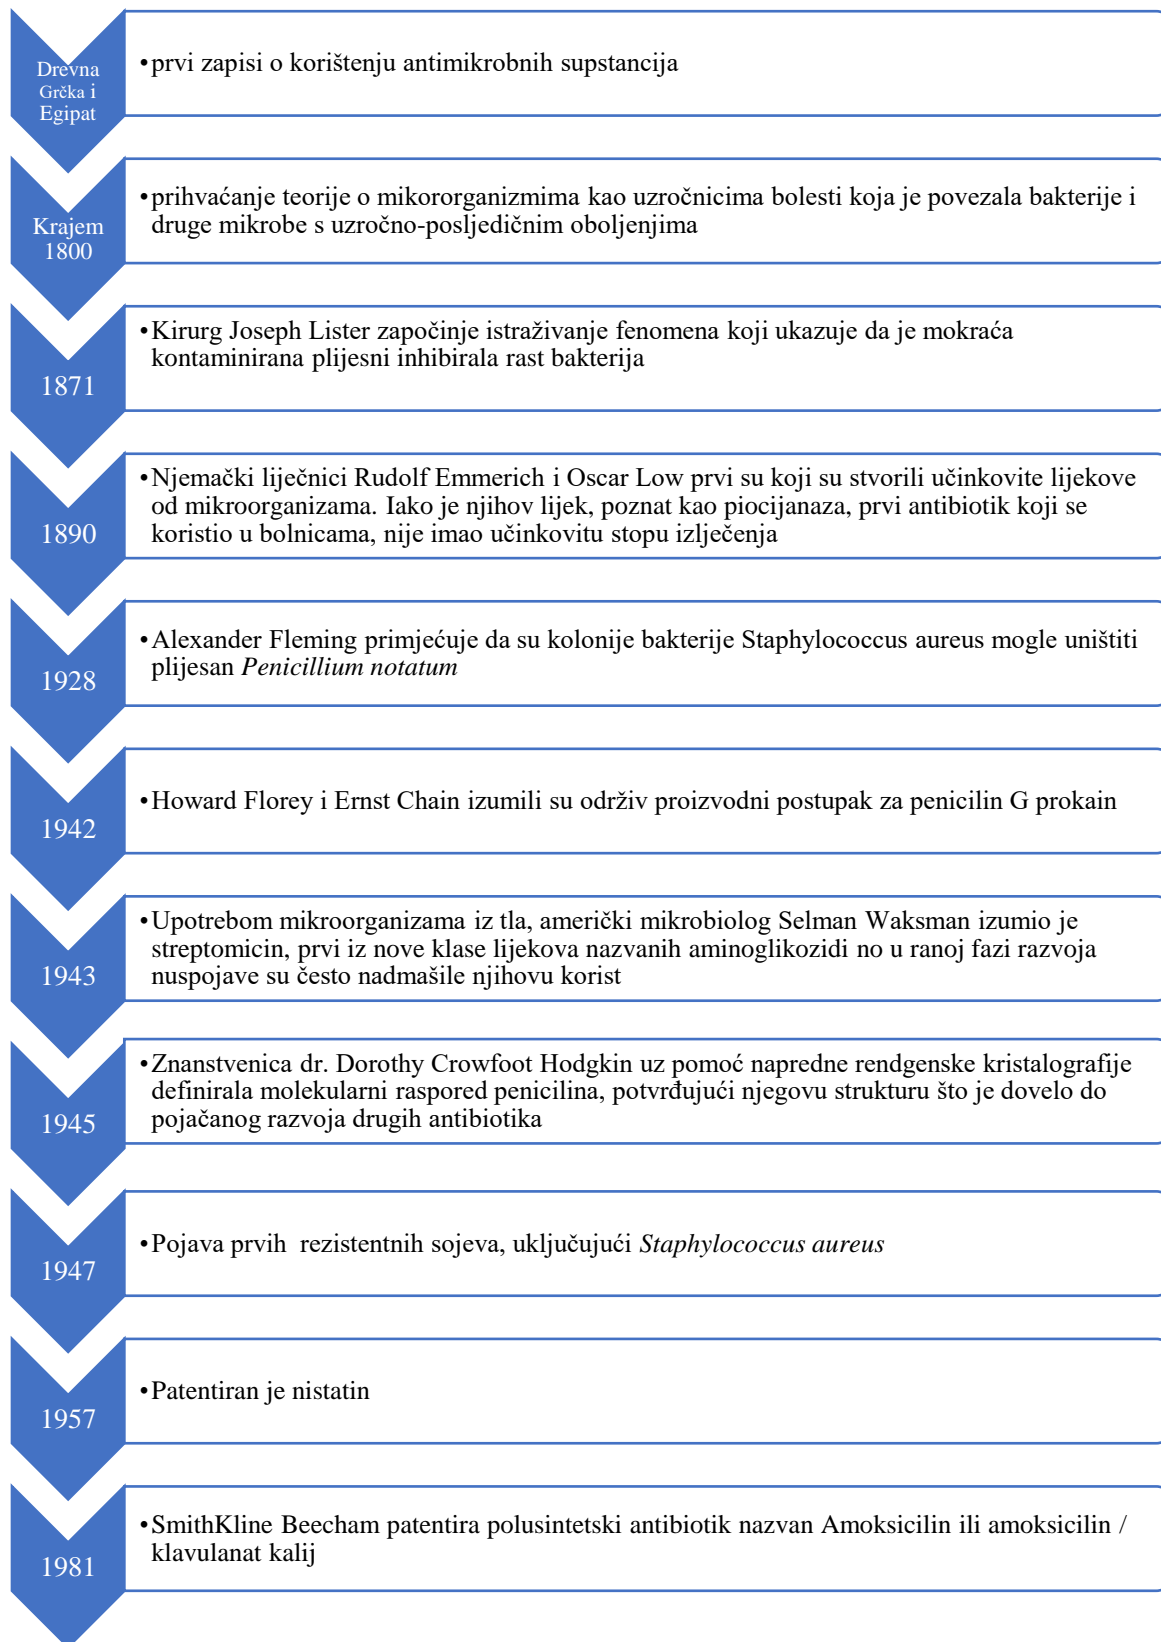 Drevna
Grčka i
Egipat
•prvi zapisi o korištenju antimikrobnih supstancija
Krajem
1800
•prihvaćanje teorije o mikororganizmima kao uzročnicima bolesti koja je povezala bakterije i
druge mikrobe s uzročno-posljedičnim oboljenjima
1871
•Kirurg Joseph Lister započinje istraživanje fenomena koji ukazuje da je mokraća
kontaminirana plijesni inhibirala rast bakterija
1890
•Njemački liječnici Rudolf Emmerich i Oscar Low prvi su koji su stvorili učinkovite lijekove
od mikroorganizama. Iako je njihov lijek, poznat kao piocijanaza, prvi antibiotik koji se
koristio u bolnicama, nije imao učinkovitu stopu izlječenja
1928
•Alexander Fleming primjećuje da su kolonije bakterije Staphylococcus aureus mogle uništiti
plijesan Penicillium notatum
1942
•Howard Florey i Ernst Chain izumili su održiv proizvodni postupak za penicilin G prokain
1943
•Upotrebom mikroorganizama iz tla, američki mikrobiolog Selman Waksman izumio je
streptomicin, prvi iz nove klase lijekova nazvanih aminoglikozidi no u ranoj fazi razvoja
nuspojave su često nadmašile njihovu korist
1945
•Znanstvenica dr. Dorothy Crowfoot Hodgkin uz pomoć napredne rendgenske kristalografije
definirala molekularni raspored penicilina, potvrđujući njegovu strukturu što je dovelo do
pojačanog razvoja drugih antibiotika
1947
•Pojava prvih  rezistentnih sojeva, uključujući Staphylococcus aureus
1957
•Patentiran je nistatin
1981
•SmithKline Beecham patentira polusintetski antibiotik nazvan Amoksicilin ili amoksicilin /
klavulanat kalij